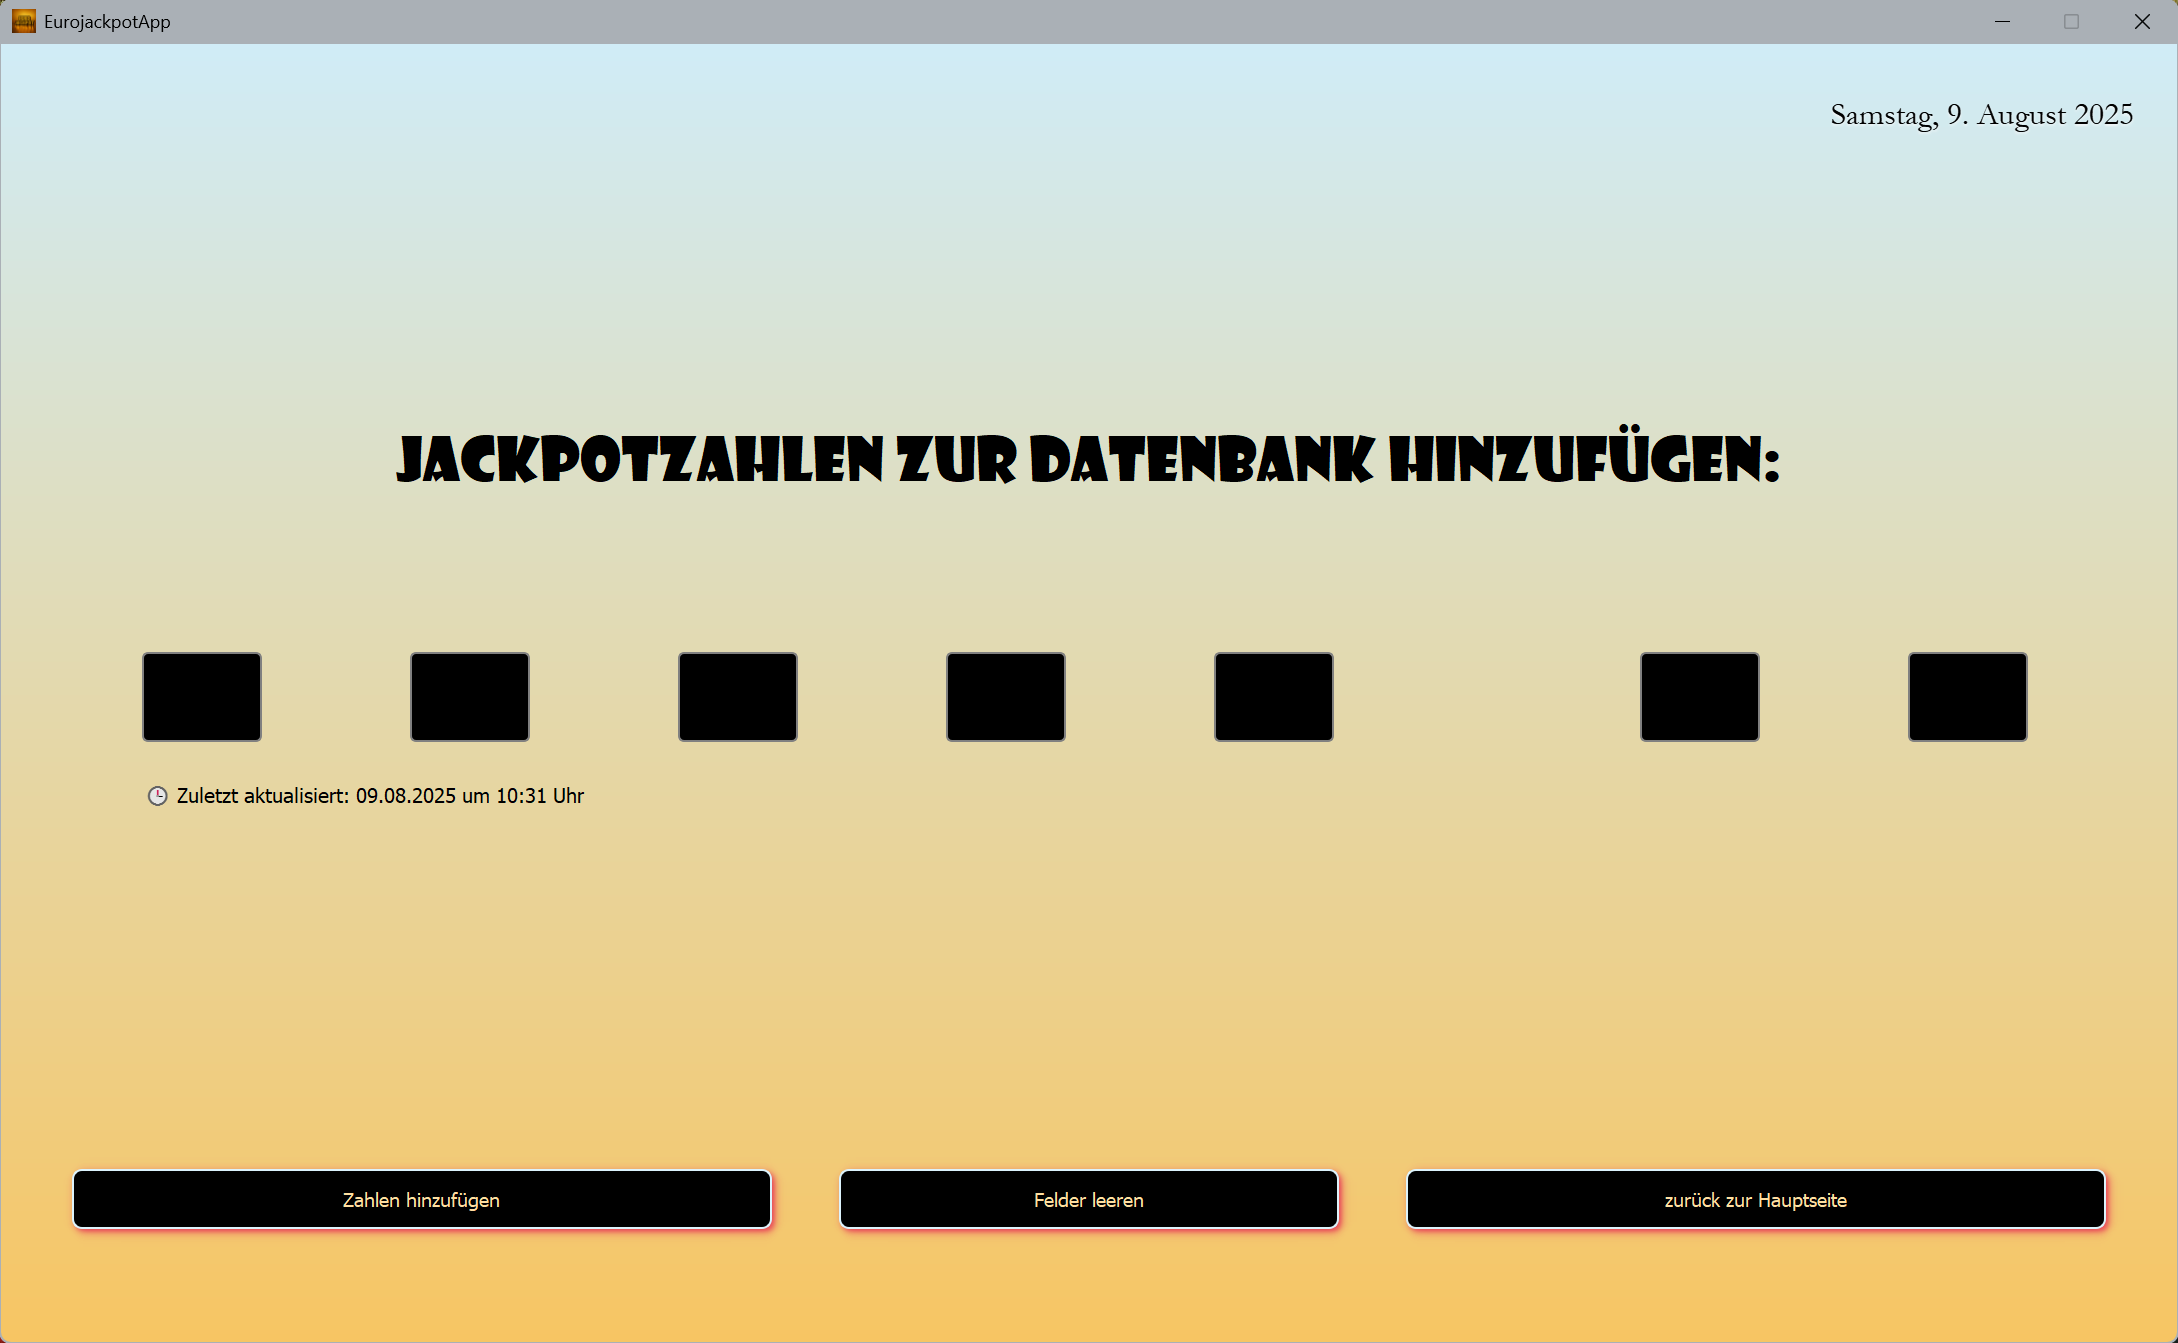 EurojackpotApp
Samstag, 9. August 2025
JACKPOTZAHLEN ZUR DATENBANK HINZUFÜGEN:
Zuletzt aktualisiert: 09.08.2025 um 10:31 Uhr
Zahlen hinzufügen
Felder leeren
zurück zur Hauptseite